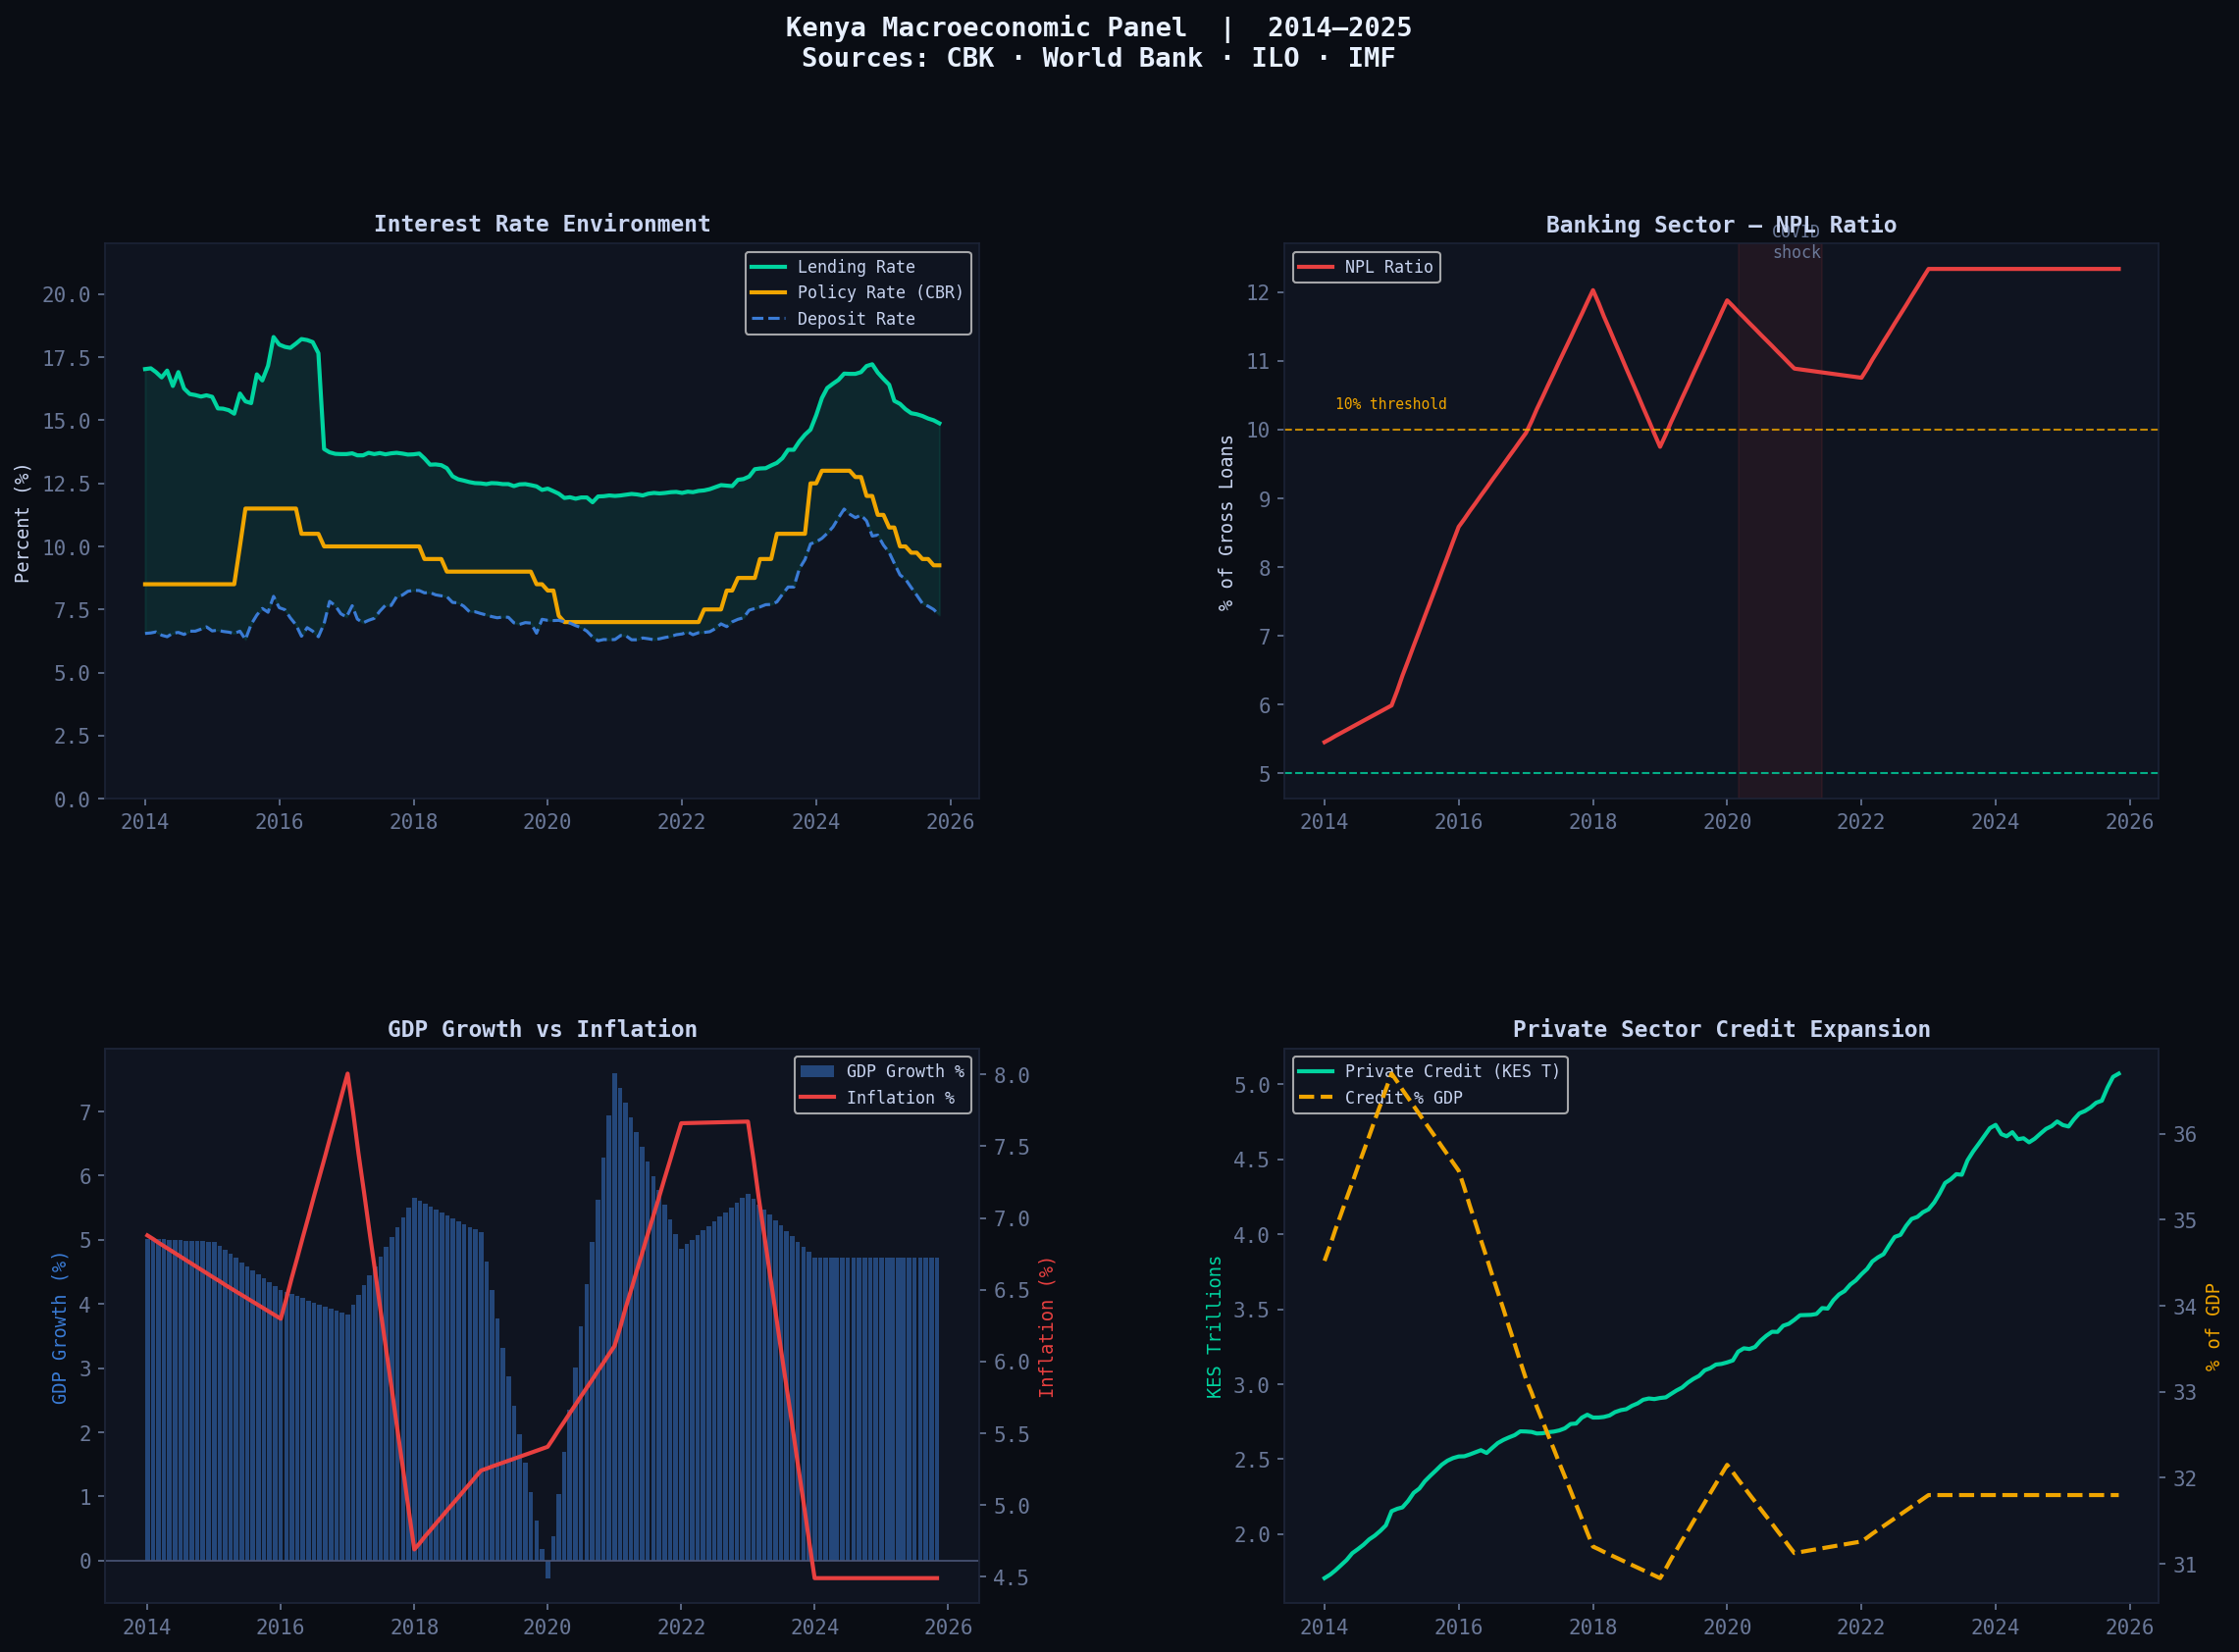 Kenya Macroeconomic Panel | 2014–2025
Sources: CBK · World Bank · ILO · IMF
Interest Rate Environment
Lending Rate
Policy Rate (CBR)
Deposit Rate
Percent (%)
20.0
17.5
15.0
12.5
10.0
7.5
5.0
2.5
0.0
2014 2016 2018 2020 2022 2024 2026
Banking Sector — NPL Ratio
COVID
shock
NPL Ratio
10% threshold
% of Gross Loans
12
11
10
9
8
7
6
5
2014 2016 2018 2020 2022 2024 2026
GDP Growth vs Inflation
GDP Growth %
Inflation %
GDP Growth (%)
7
6
5
4
3
2
1
0
8.0
7.5
7.0
6.5
6.0
5.5
5.0
4.5
Inflation (%)
2014 2016 2018 2020 2022 2024 2026
Private Sector Credit Expansion
Private Credit (KES T)
Credit % GDP
KES Trillions
5.0
4.5
4.0
3.5
3.0
2.5
2.0
36
35
34
33
32
31
% of GDP
2014 2016 2018 2020 2022 2024 2026